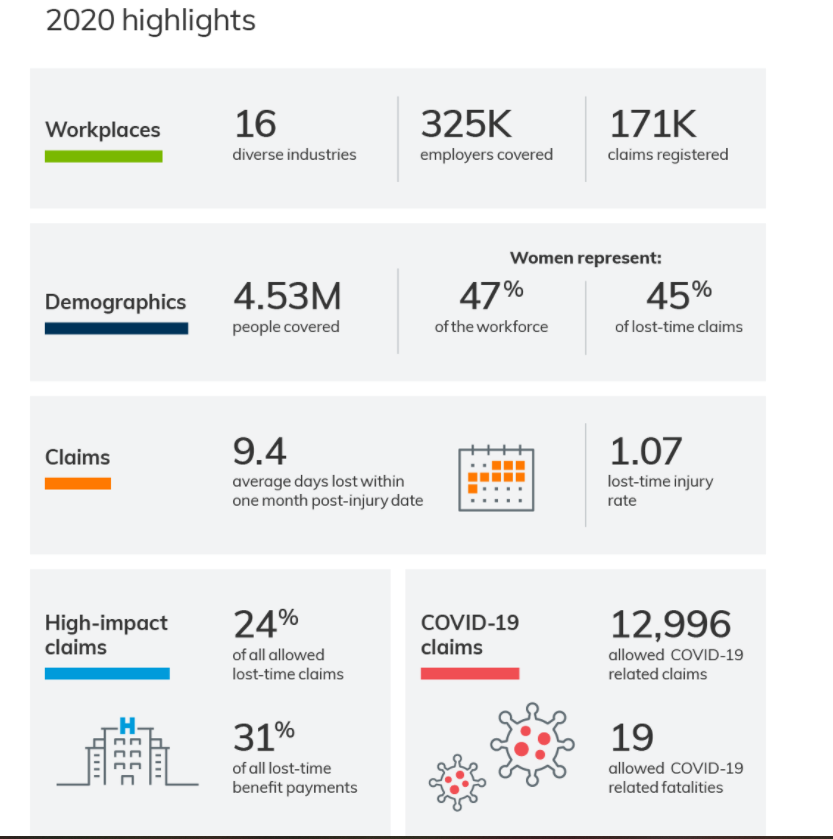 2020 highlights
Workplaces
16
diverse industries
325K
employers covered
171K
claims registered
Demographics
4.53M
people covered
Women represent:
47%
of the workforce
45%
of lost-time claims
Claims
9.4
average days lost within
one month post-injury date
1.07
lost-time injury
rate
High-impact
claims
24%
of all allowed
lost-time claims
H
31%
of all lost-time
benefit payments
COVID-19
claims
12,996
allowed COVID-19
related claims
19
allowed COVID-19
related fatalities